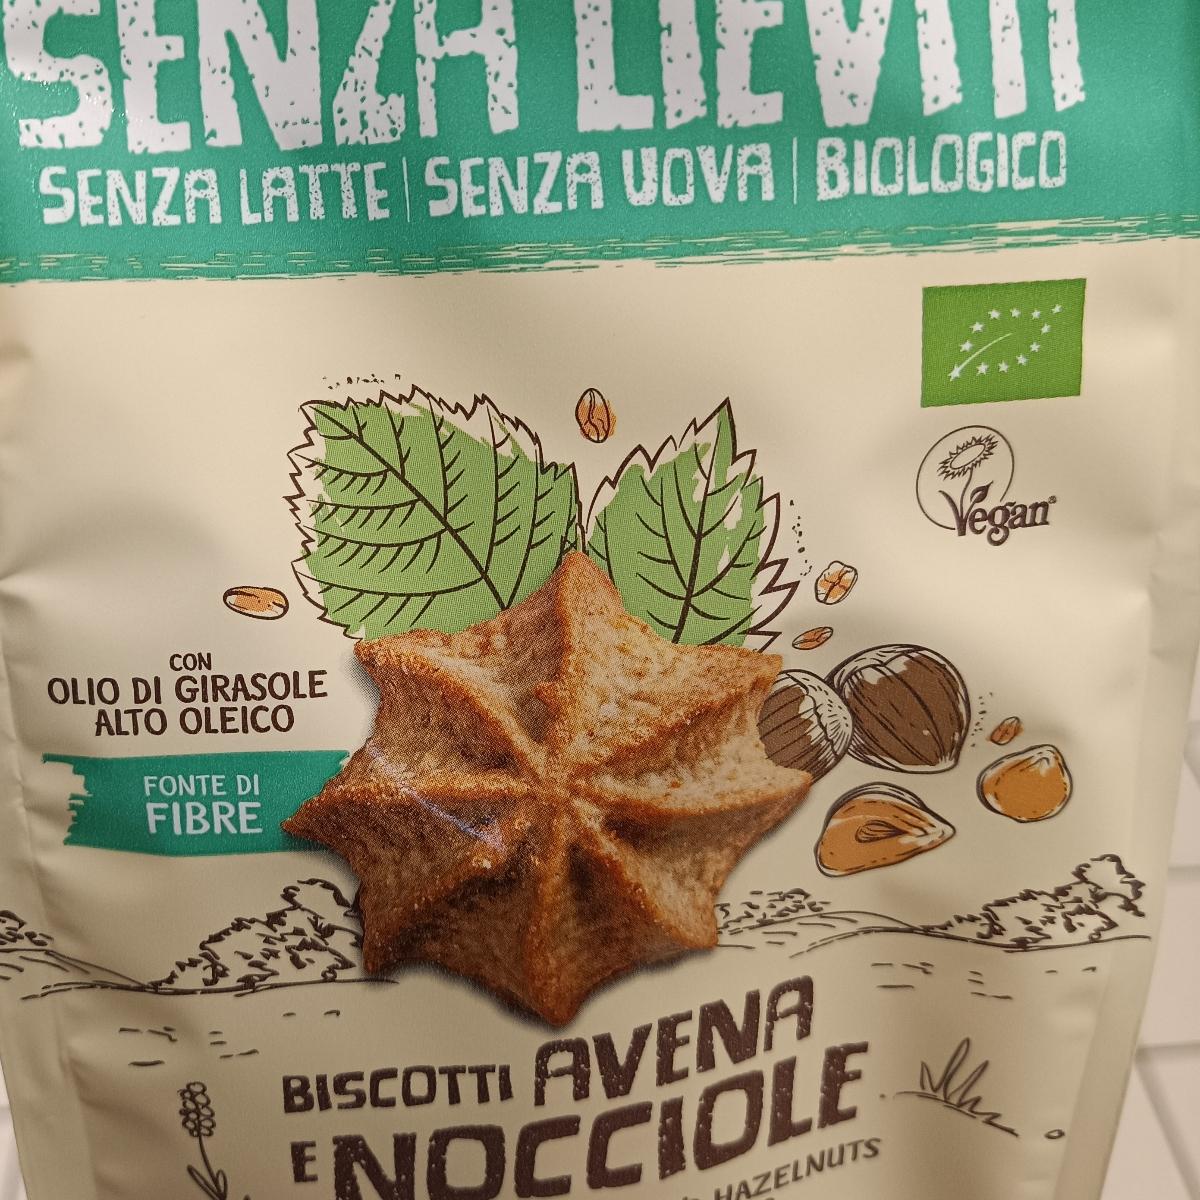 SENZA LIEVITI
SENZA LATTE | SENZA UOVA | BIOLOGICO
Vegan®
CON
OLIO DI GIRASOLE
ALTO OLEICO
FONTE DI
FIBRE
BISCOTTI AVENA
E NOCCIOLE
HAZELNUTS